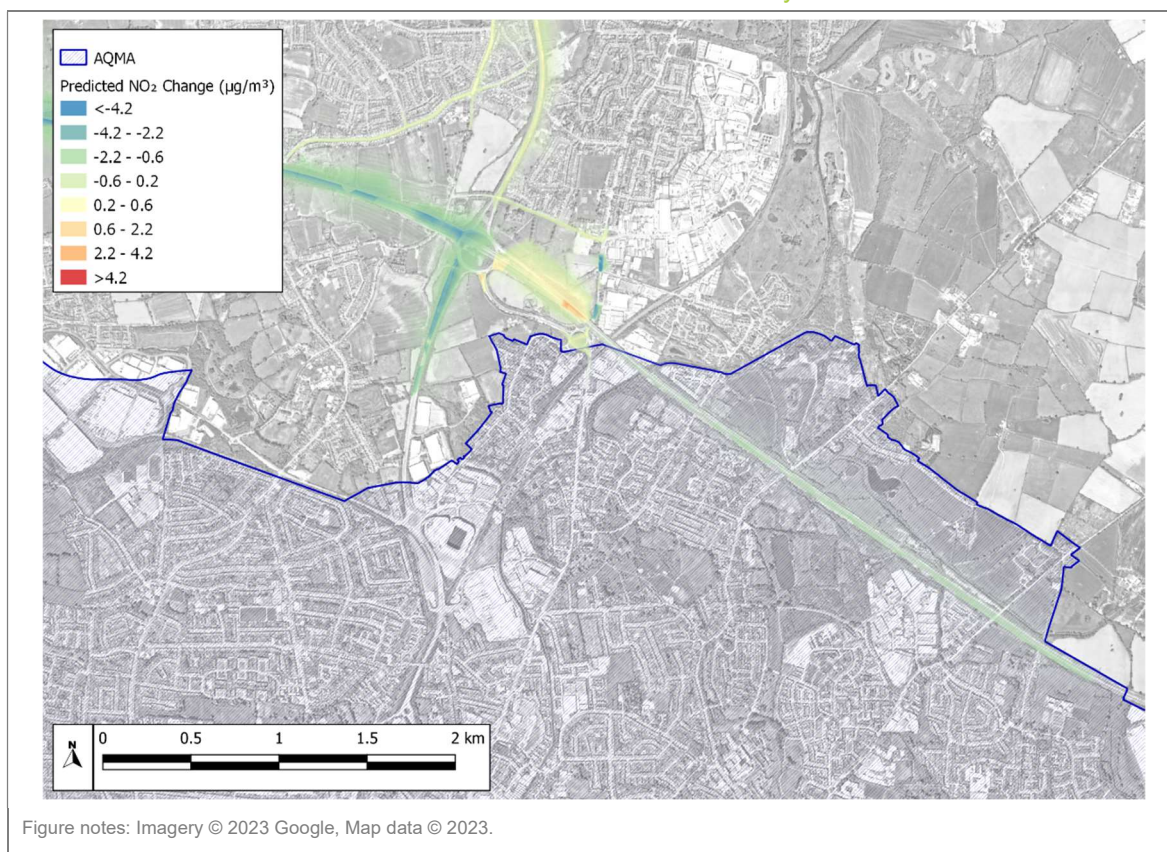 AQMA
Predicted NO₂ Change (µg/m³)
<-4.2
-4.2 - -2.2
-2.2 - -0.6
-0.6 - 0.2
0.2 - 0.6
0.6 - 2.2
2.2 - 4.2
>4.2
N
0 0.5 1 1.5 2 km
Figure notes: Imagery © 2023 Google, Map data © 2023.